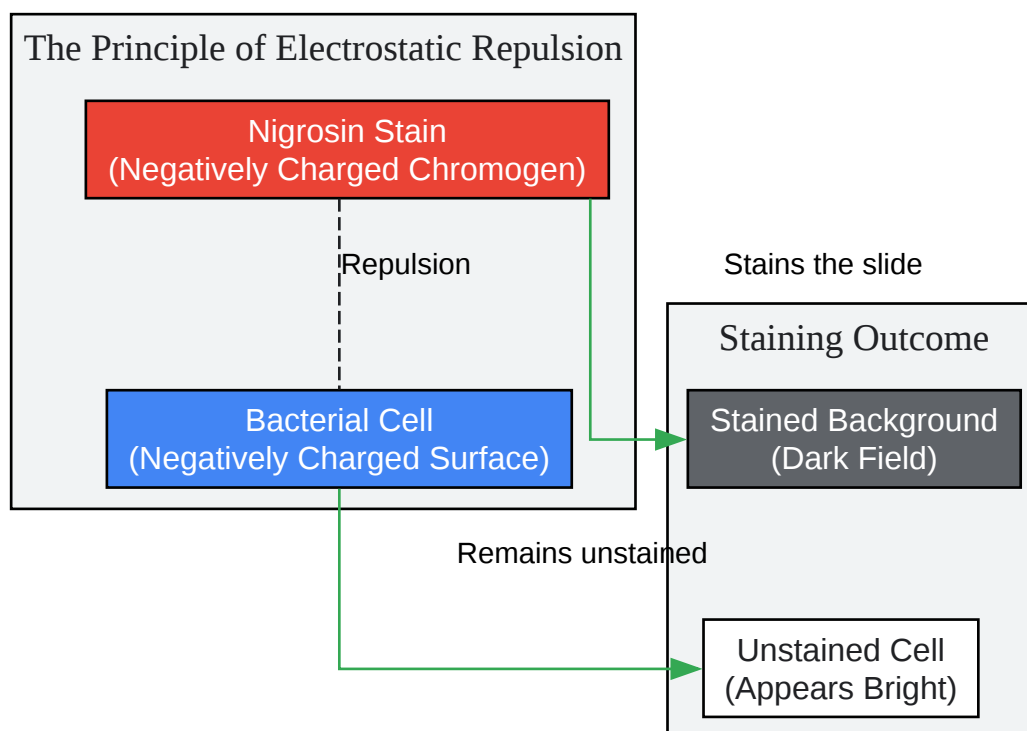 The Principle of Electrostatic Repulsion
Nigrosin Stain
(Negatively Charged Chromogen)
Repulsion
Stains the slide
Staining Outcome
Bacterial Cell
(Negatively Charged Surface)
Stained Background
(Dark Field)
Remains unstained
Unstained Cell
(Appears Bright)